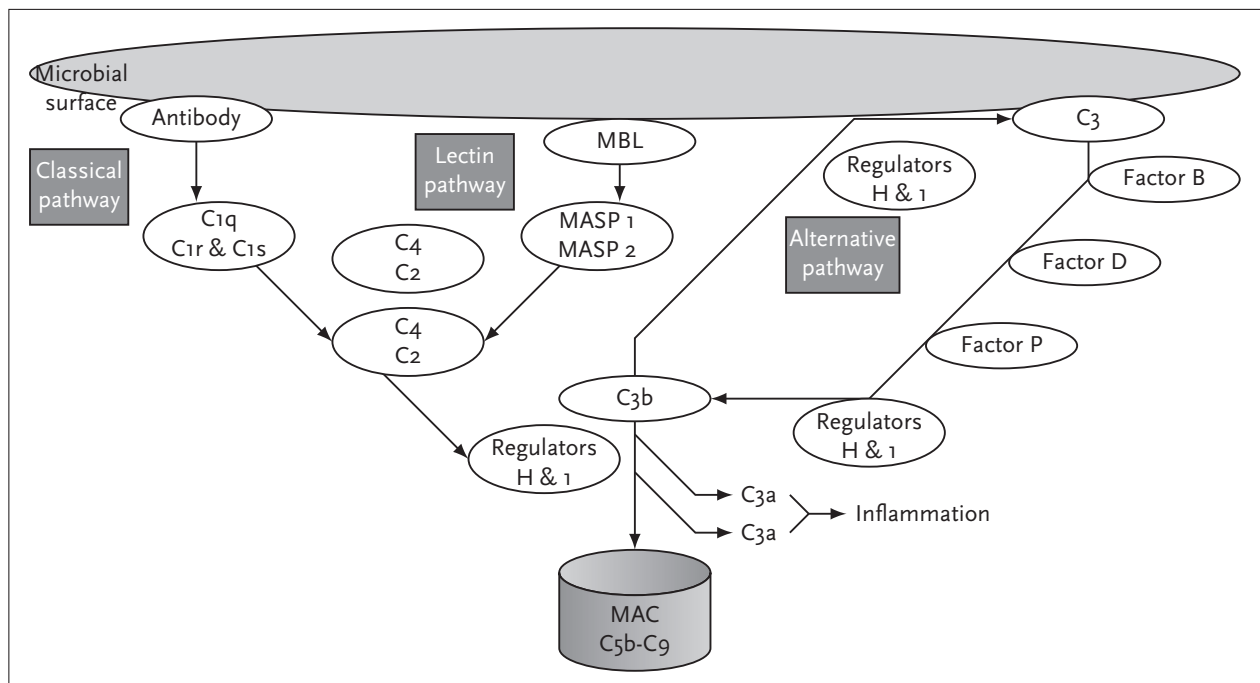 Microbial
surface
Antibody
Classical
pathway
C1q
C1r & C1s
Lectin
pathway
MBL
MASP 1
MASP 2
C4
C2
C4
C2
Regulators
H & 1
C3
Regulators
H & 1
Factor B
Alternative
pathway
Factor D
Factor P
C3b
Regulators
H & 1
C3a
C3a
Inflammation
MAC
C5b-C9